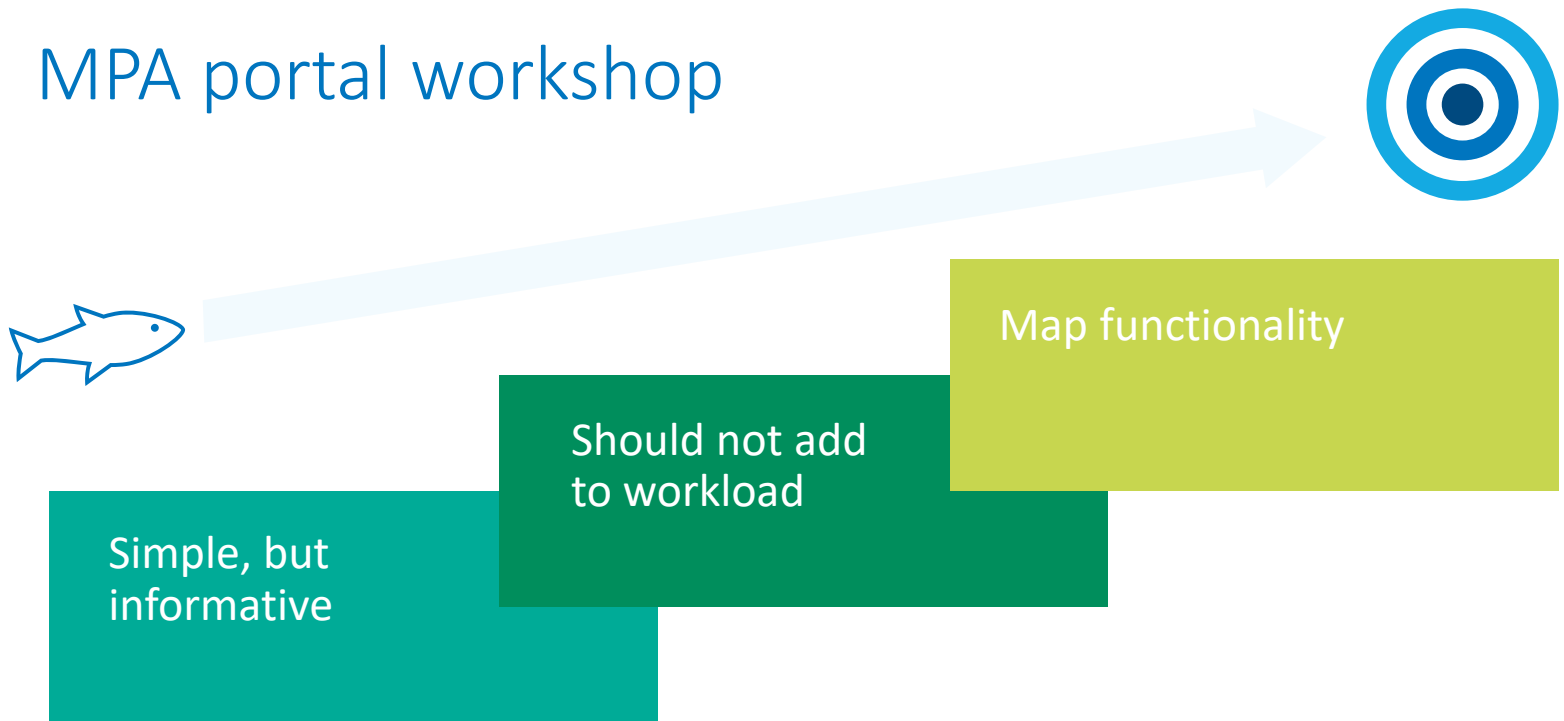 MPA portal workshop
Map functionality
Should not add
to workload
Simple, but
informative